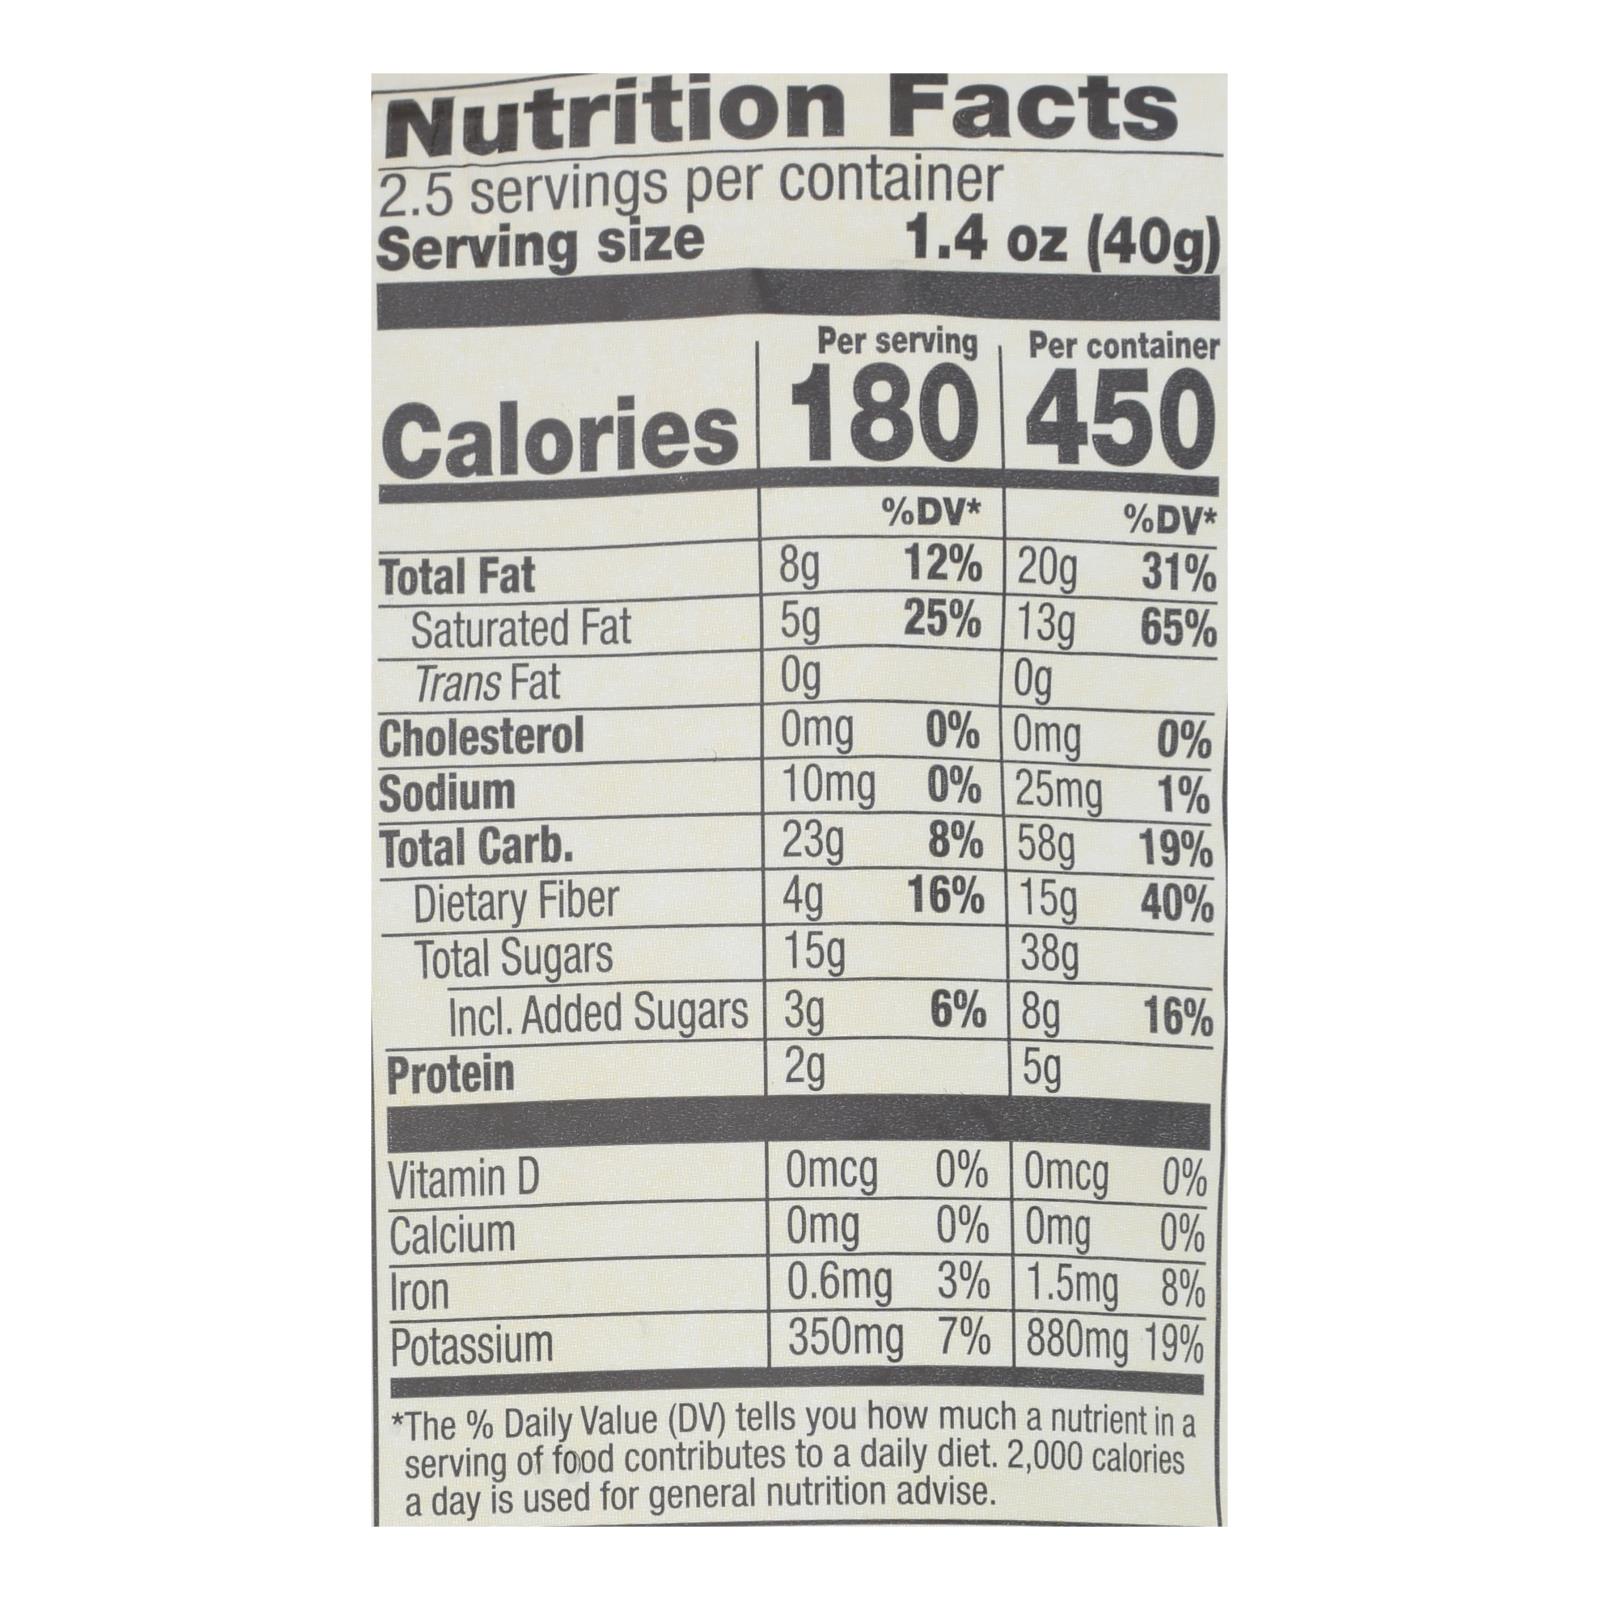 Nutrition Facts
2.5 servings per container
Serving size 1.4 oz (40g)
Per serving Per container
Calories 180 450
%DV* %DV*
Total Fat 8g 12% 20g 31%
Saturated Fat 5g 25% 13g 65%
Trans Fat 0g 0g
Cholesterol 0mg 0% 0mg 0%
Sodium 10mg 0% 25mg 1%
Total Carb. 23g 8% 58g 19%
Dietary Fiber 4g 16% 15g 40%
Total Sugars 15g 38g
Incl. Added Sugars 3g 6% 8g 16%
Protein 2g 5g
Vitamin D 0mcg 0% 0mcg 0%
Calcium 0mg 0% 0mg 0%
Iron 0.6mg 3% 1.5mg 8%
Potassium 350mg 7% 880mg 19%
*The % Daily Value (DV) tells you how much a nutrient in a
serving of food contributes to a daily diet. 2,000 calories
a day is used for general nutrition advise.